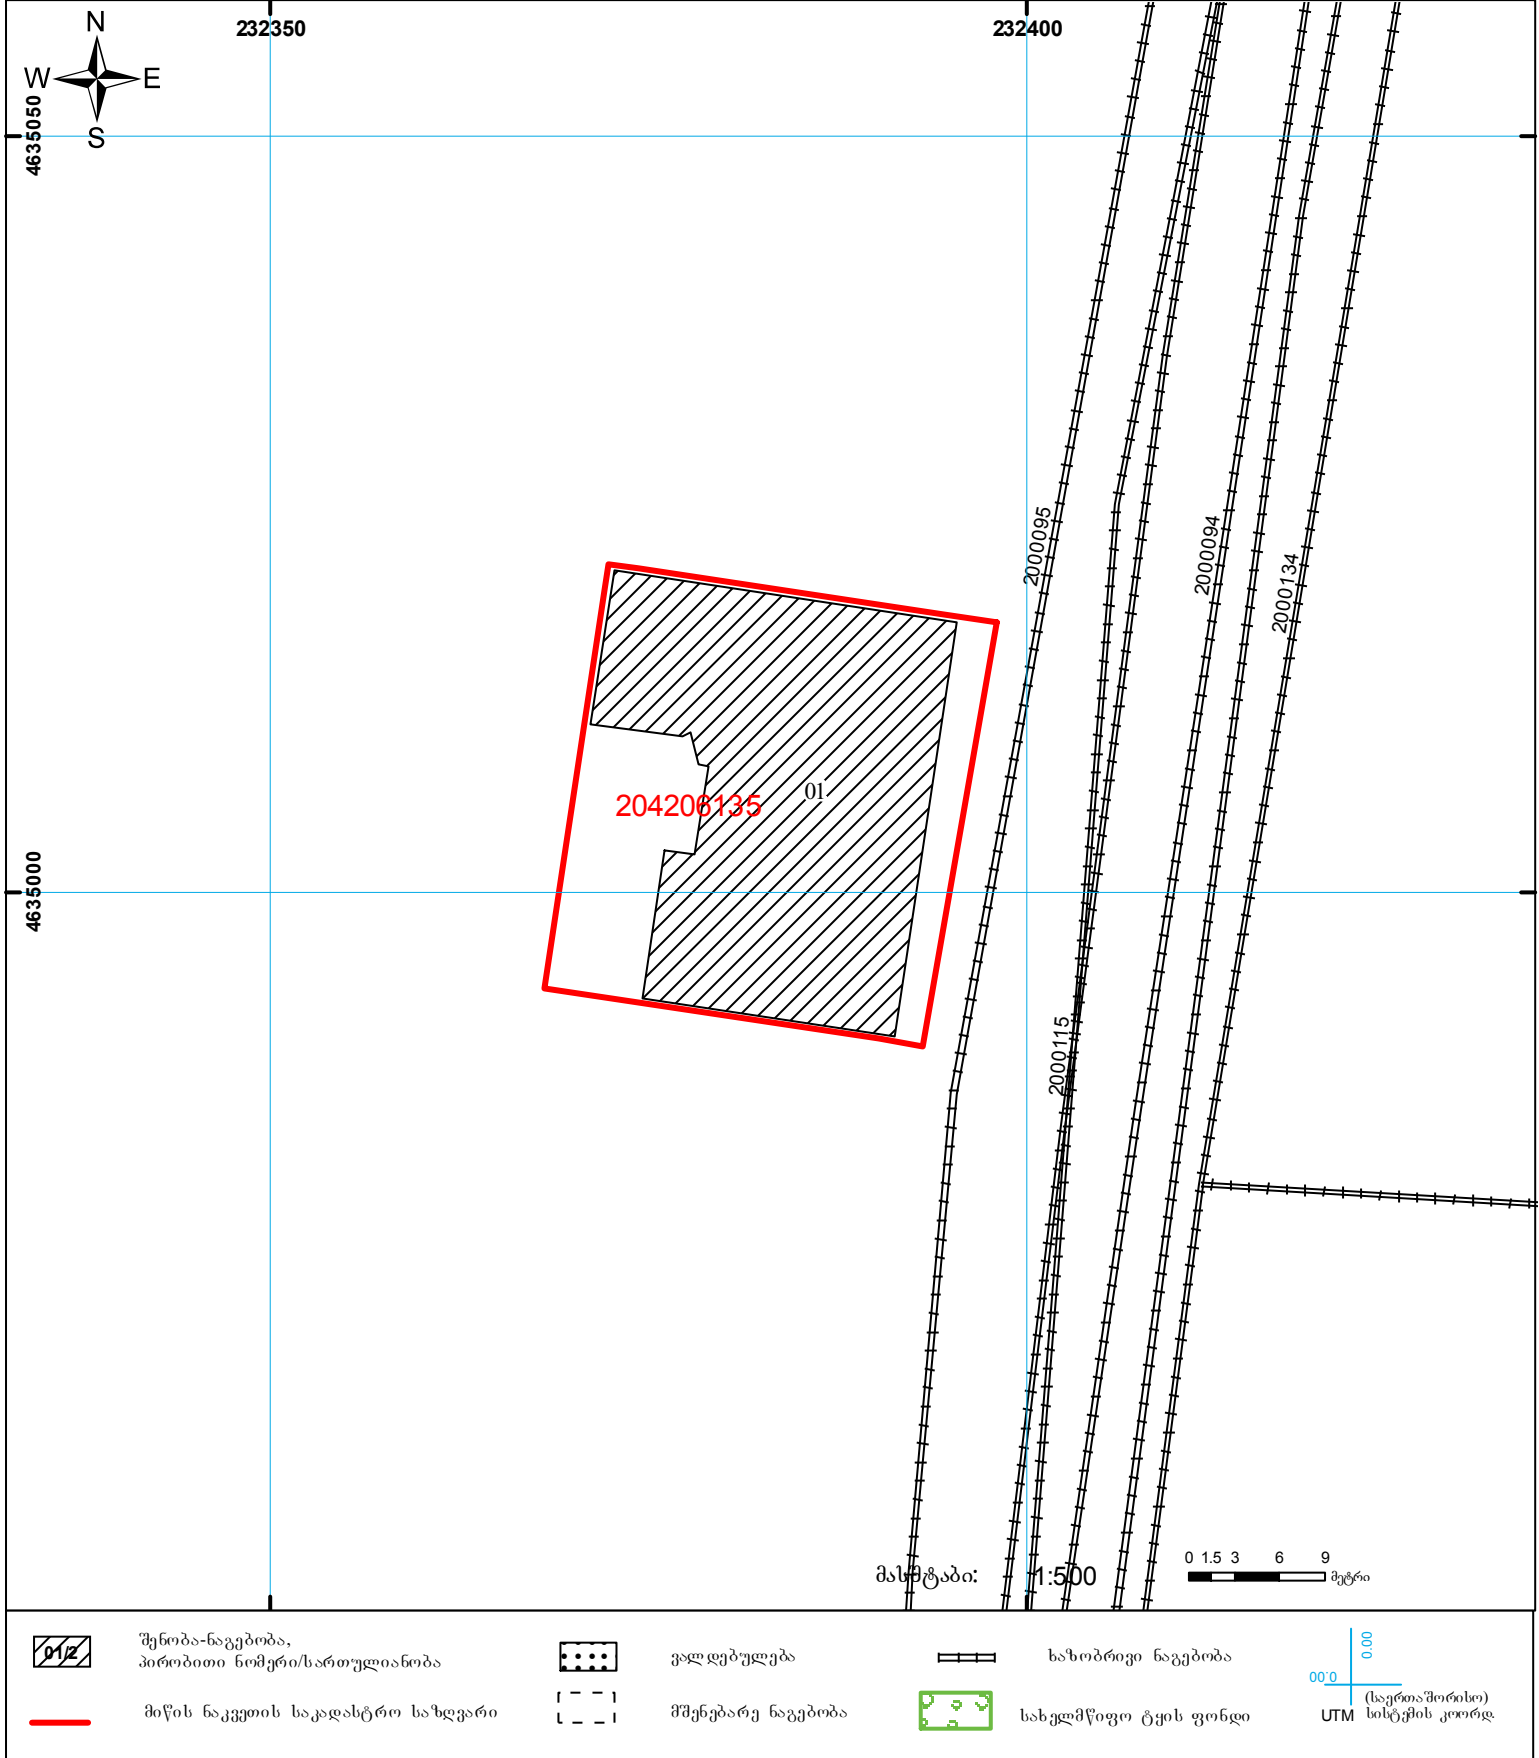 232350
232400
N
W E
S
4635050
2000095
2000094
2000134
01
204206135
4635000
2000115
მასშტაბი: 1:500
0 1.5 3 6 9
მეტრი
01/2
შენობა-ნაგებობა,
პირობითი ნომერი/სართულიანობა
ვალდებულება
ხაზობრივი ნაგებობა
00.0
00.0
მიწის ნაკვეთის საკადასტრო საზღვარი
მშენებარე ნაგებობა
სახელმწიფო ტყის ფონდი
UTM
(საერთაშორისო)
სისტემის კოორდ.